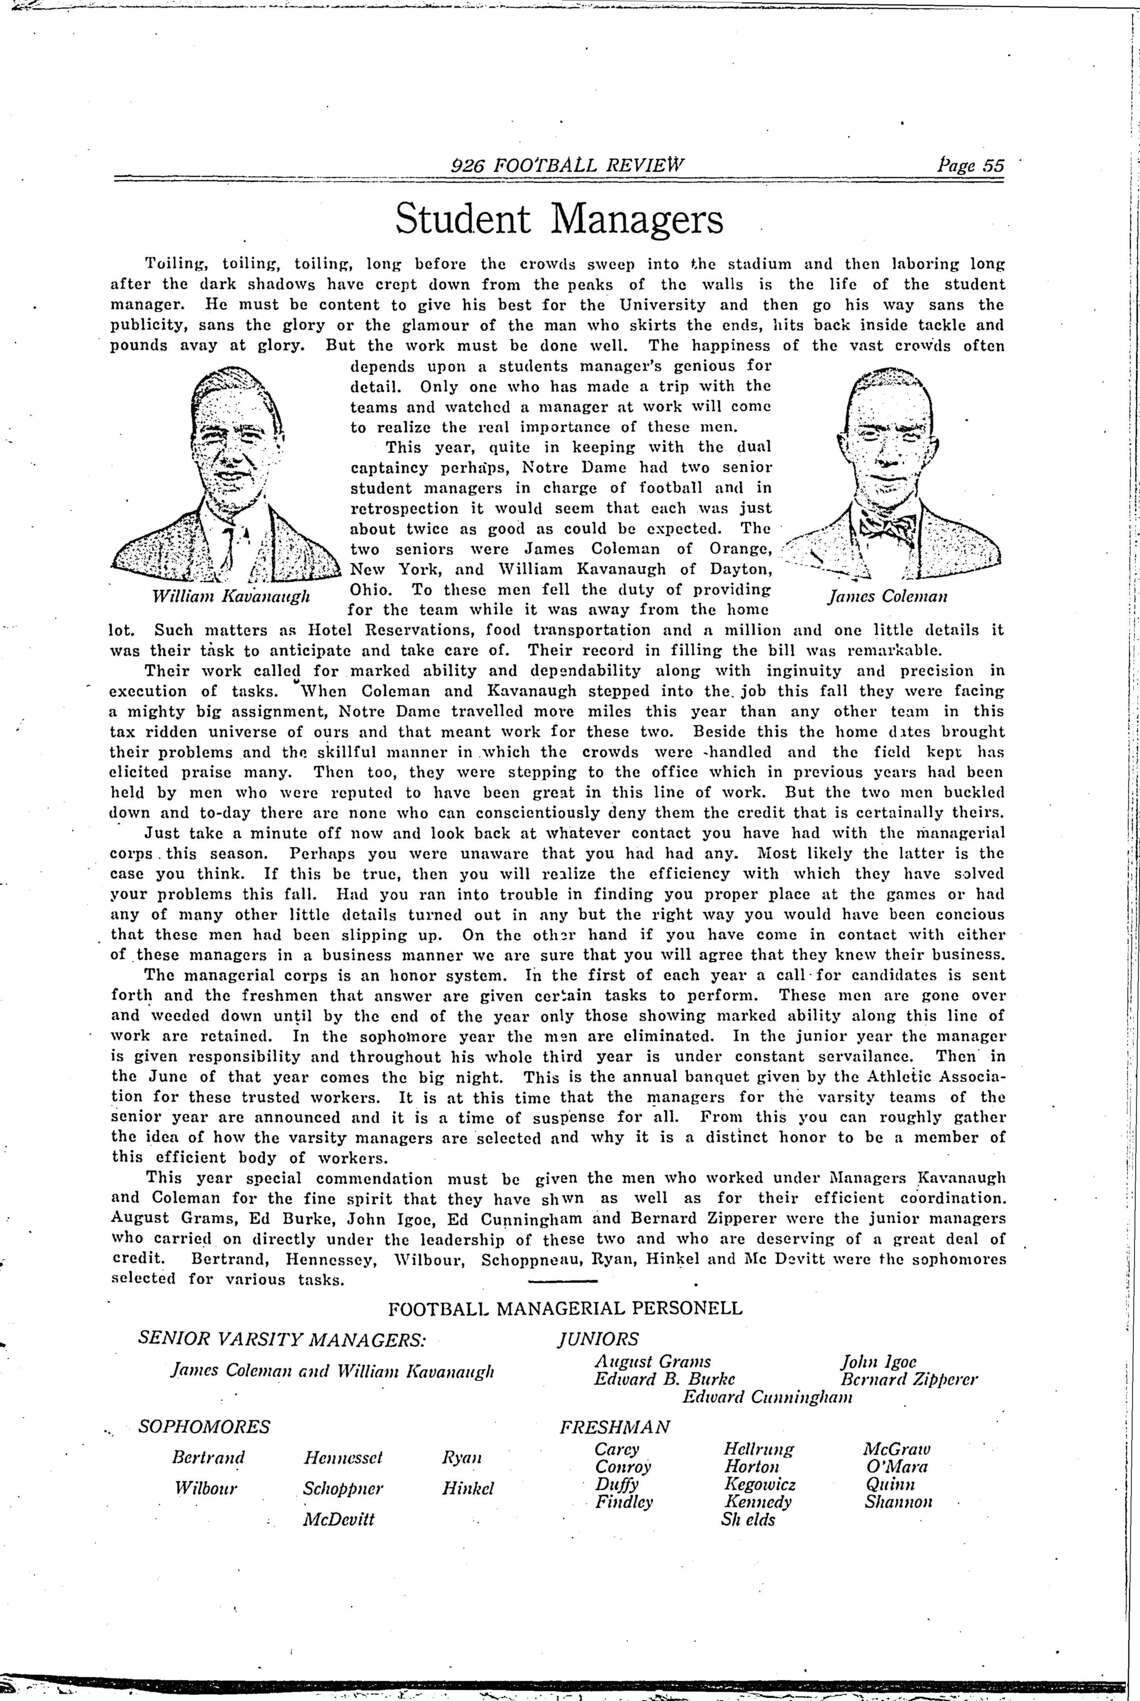 926 FOOTBALL REVIEW Page 55
Student Managers
Toiling, toiling, toiling, long before the crowds sweep into the stadium and then laboring long
after the dark shadows have crept down from the peaks of the walls is the life of the student
manager. He must be content to give his best for the University and then go his way sans the
publicity, sans the glory or the glamour of the man who skirts the ends, hits back inside tackle and
pounds avay at glory. But the work must be done well. The happiness of the vast crowds often
depends upon a students manager's genious for
detail. Only one who has made a trip with the
teams and watched a manager at work will come
to realize the real importance of these men.
This year, quite in keeping with the dual
captaincy perhaps, Notre Dame had two senior
student managers in charge of football and in
retrospection it would seem that each was just
about twice as good as could be expected. The
two seniors were James Coleman of Orange,
New York, and William Kavanaugh of Dayton,
Ohio. To these men fell the duty of providing
for the team while it was away from the home
William Kavanaugh
James Coleman
lot. Such matters as Hotel Reservations, food transportation and a million and one little details it
was their task to anticipate and take care of. Their record in filling the bill was remarkable.
Their work called for marked ability and dependability along with inginuity and precision in
execution of tasks. When Coleman and Kavanaugh stepped into the job this fall they were facing
a mighty big assignment, Notre Dame travelled more miles this year than any other team in this
tax ridden universe of ours and that meant work for these two. Beside this the home dates brought
their problems and the skillful manner in which the crowds were handled and the field kept has
elicited praise many. Then too, they were stepping to the office which in previous years had been
held by men who were reputed to have been great in this line of work. But the two men buckled
down and to-day there are none who can conscientiously deny them the credit that is certainally theirs.
Just take a minute off now and look back at whatever contact you have had with the managerial
corps this season. Perhaps you were unaware that you had had any. Most likely the latter is the
case you think. If this be true, then you will realize the efficiency with which they have solved
your problems this fall. Had you ran into trouble in finding you proper place at the games or had
any of many other little details turned out in any but the right way you would have been concious
that these men had been slipping up. On the other hand if you have come in contact with either
of these managers in a business manner we are sure that you will agree that they knew their business.
The managerial corps is an honor system. In the first of each year a call for candidates is sent
forth and the freshmen that answer are given certain tasks to perform. These men are gone over
and weeded down until by the end of the year only those showing marked ability along this line of
work are retained. In the sophomore year the men are eliminated. In the junior year the manager
is given responsibility and throughout his whole third year is under constant servailance. Then in
the June of that year comes the big night. This is the annual banquet given by the Athletic Associa-
tion for these trusted workers. It is at this time that the managers for the varsity teams of the
senior year are announced and it is a time of suspense for all. From this you can roughly gather
the idea of how the varsity managers are selected and why it is a distinct honor to be a member of
this efficient body of workers.
This year special commendation must be given the men who worked under Managers Kavanaugh
and Coleman for the fine spirit that they have shwn as well as for their efficient coordination.
August Grams, Ed Burke, John Igoe, Ed Cunningham and Bernard Zipperer were the junior managers
who carried on directly under the leadership of these two and who are deserving of a great deal of
credit. Bertrand, Hennessey, Wilbour, Schoppneau, Ryan, Hinkel and Mc Devitt were the sophomores
selected for various tasks.
FOOTBALL MANAGERIAL PERSONELL
SENIOR VARSITY MANAGERS:
James Coleman and William Kavanaugh
JUNIORS
August Grams John Igoe
Edward B. Burke Bernard Zipperer
Edward Cunningham
SOPHOMORES
Bertrand Hennesset Ryan
Wilbour Schoppner Hinkel
McDevitt
FRESHMAN
Carey Hellrung McGraw
Conroy Horton O'Mara
Duffy Kegowicz Quinn
Findley Kennedy Shannon
Sh elds